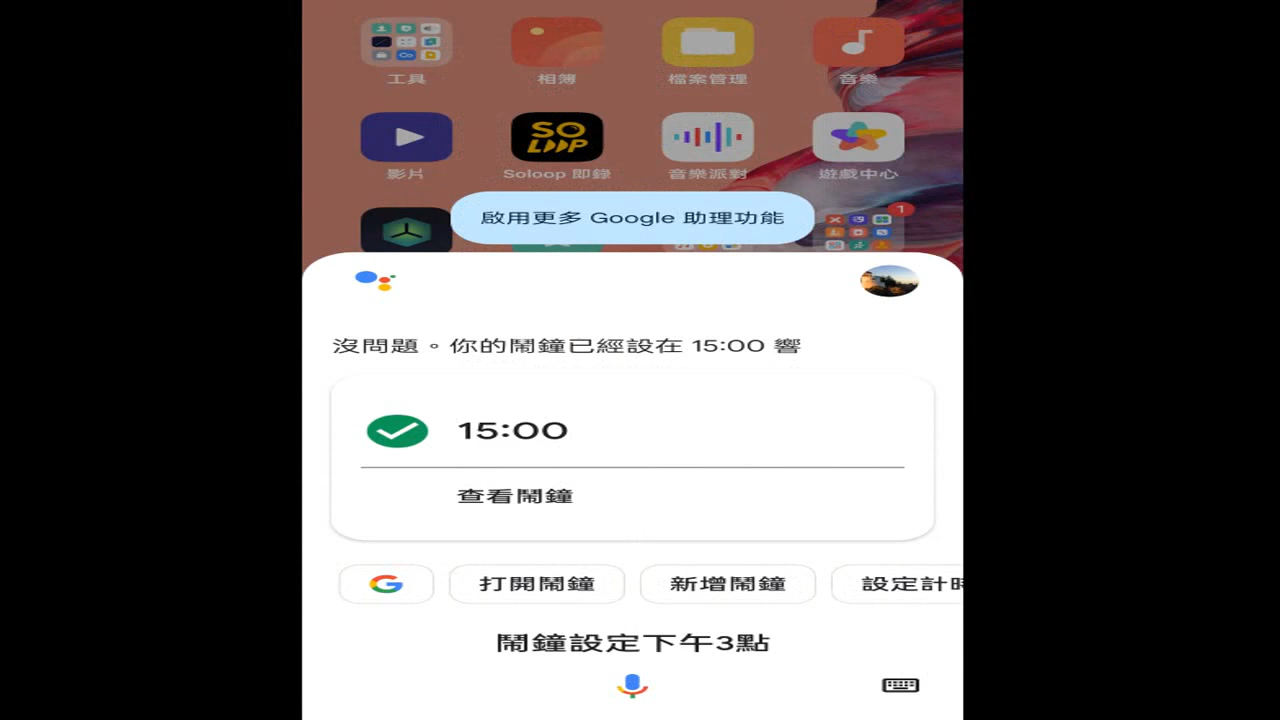 工具 相簿 檔案管理 音樂
SOLOOP
影片 Soloop 即錄 音樂派對 遊戲中心
1
啟用更多 Google 助理功能
沒問題。你的鬧鐘已經設在 15:00 響
15:00
查看鬧鐘
G 打開鬧鐘 新增鬧鐘 設定計時
鬧鐘設定下午3點